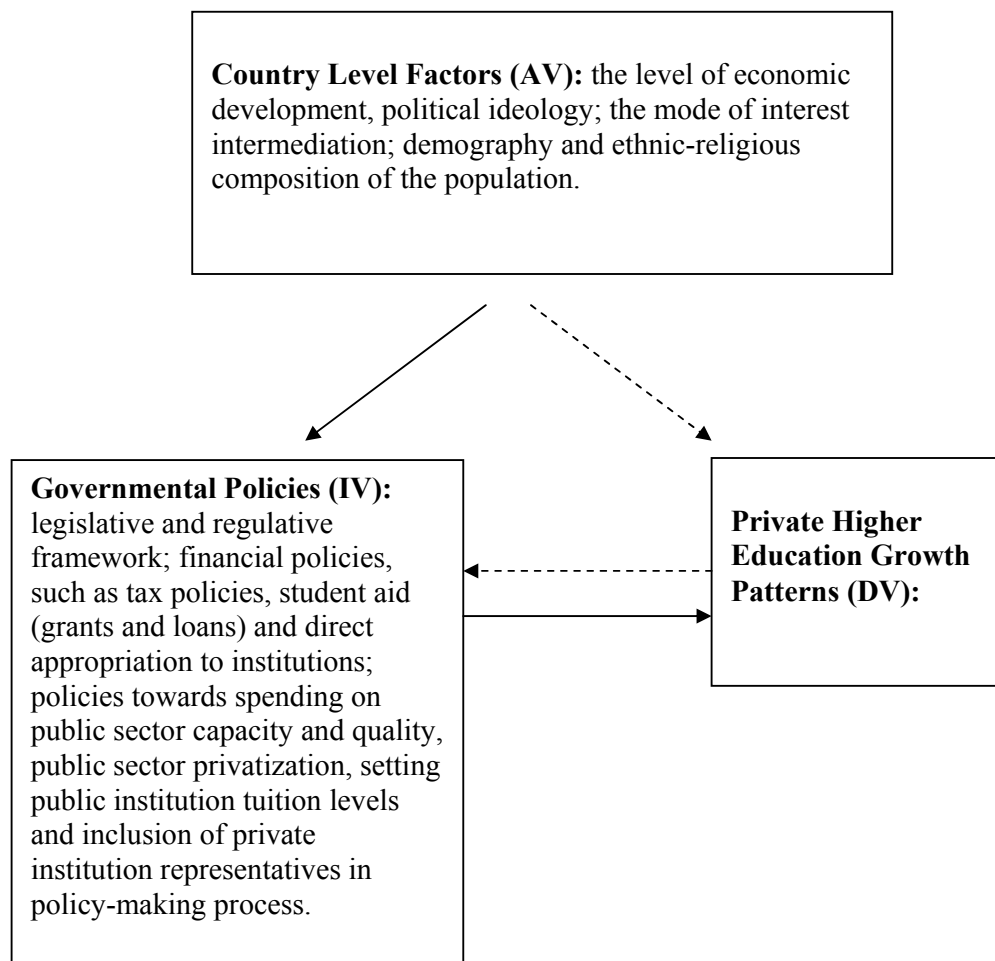 Country Level Factors (AV): the level of economic
development, political ideology; the mode of interest
intermediation; demography and ethnic-religious
composition of the population.
Governmental Policies (IV):
legislative and regulative
framework; financial policies,
such as tax policies, student aid
(grants and loans) and direct
appropriation to institutions;
policies towards spending on
public sector capacity and quality,
public sector privatization, setting
public institution tuition levels
and inclusion of private
institution representatives in
policy-making process.
Private Higher
Education Growth
Patterns (DV):